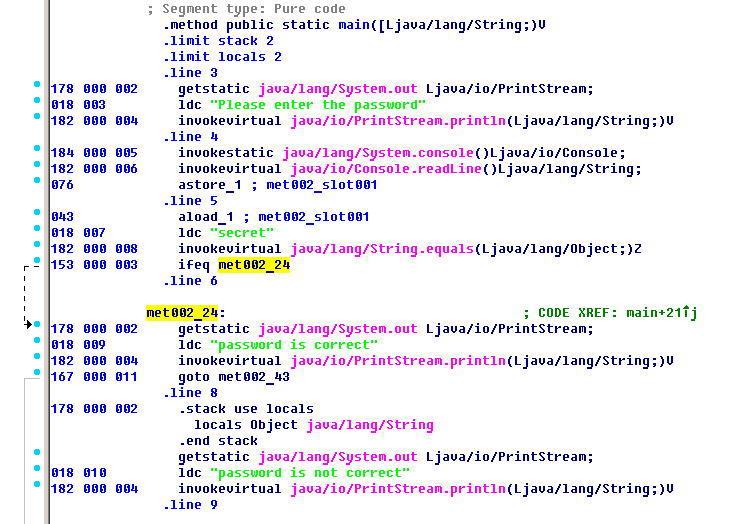 ; Segment type: Pure code
.method public static main([Ljava/lang/String;)V
.limit stack 2
.limit locals 2
.line 3
178 000 002 getstatic java/lang/System.out Ljava/io/PrintStream;
018 003 ldc "Please enter the password"
182 000 004 invokevirtual java/io/PrintStream.println(Ljava/lang/String;)V
.line 4
184 000 005 invokestatic java/lang/System.console()Ljava/io/Console;
182 000 006 invokevirtual java/io/Console.readLine()Ljava/lang/String;
076 astore_1 ; met002_slot001
.line 5
043 aload_1 ; met002_slot001
018 007 ldc "secret"
182 000 008 invokevirtual java/lang/String.equals(Ljava/lang/Object;)Z
153 000 003 ifeq met002_24
.line 6
met002_24: ; CODE XREF: main+21↑j
178 000 002 getstatic java/lang/System.out Ljava/io/PrintStream;
018 009 ldc "password is correct"
182 000 004 invokevirtual java/io/PrintStream.println(Ljava/lang/String;)V
167 000 011 goto met002_43
.line 8
178 000 002 .stack use locals
locals Object java/lang/String
.end stack
getstatic java/lang/System.out Ljava/io/PrintStream;
018 010 ldc "password is not correct"
182 000 004 invokevirtual java/io/PrintStream.println(Ljava/lang/String;)V
.line 9